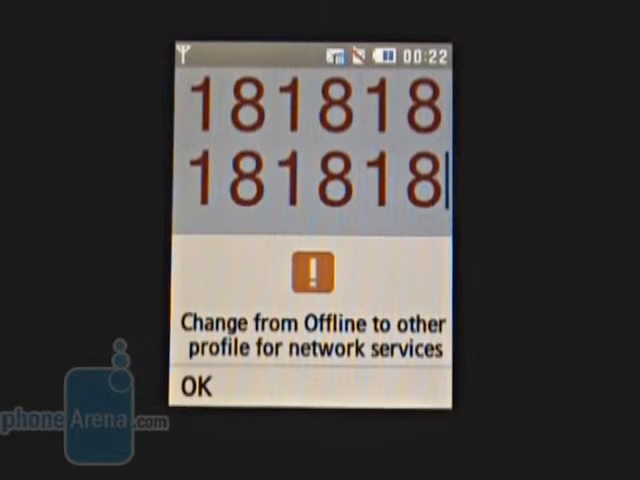 00:22
181818
181818
Change from Offline to other
profile for network services
OK
phoneArena.com